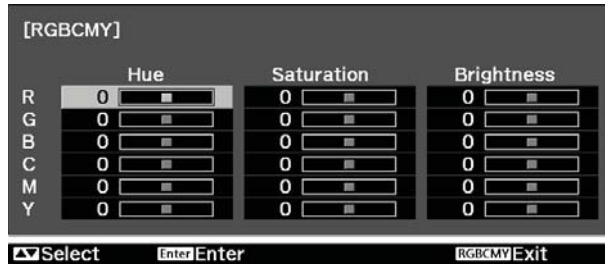 [RGBCMY]
Hue Saturation Brightness
R 0 0 0
G 0 0 0
B 0 0 0
C 0 0 0
M 0 0 0
Y 0 0 0
Select Enter Enter RGBCMY Exit